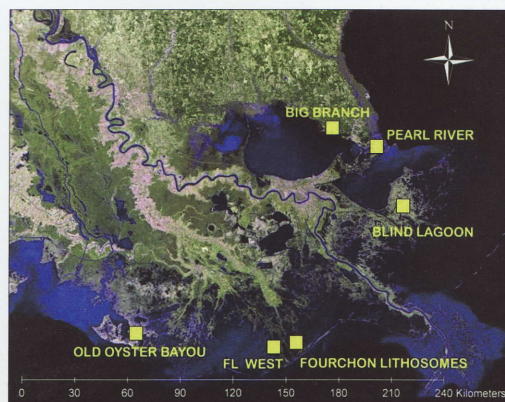 N
BIG BRANCH
PEARL RIVER
BLIND LAGOON
OLD OYSTER BAYOU
FL WEST
FOURCHON LITHOSOMES
0 30 60 90 120 150 180 210 240 Kilometers